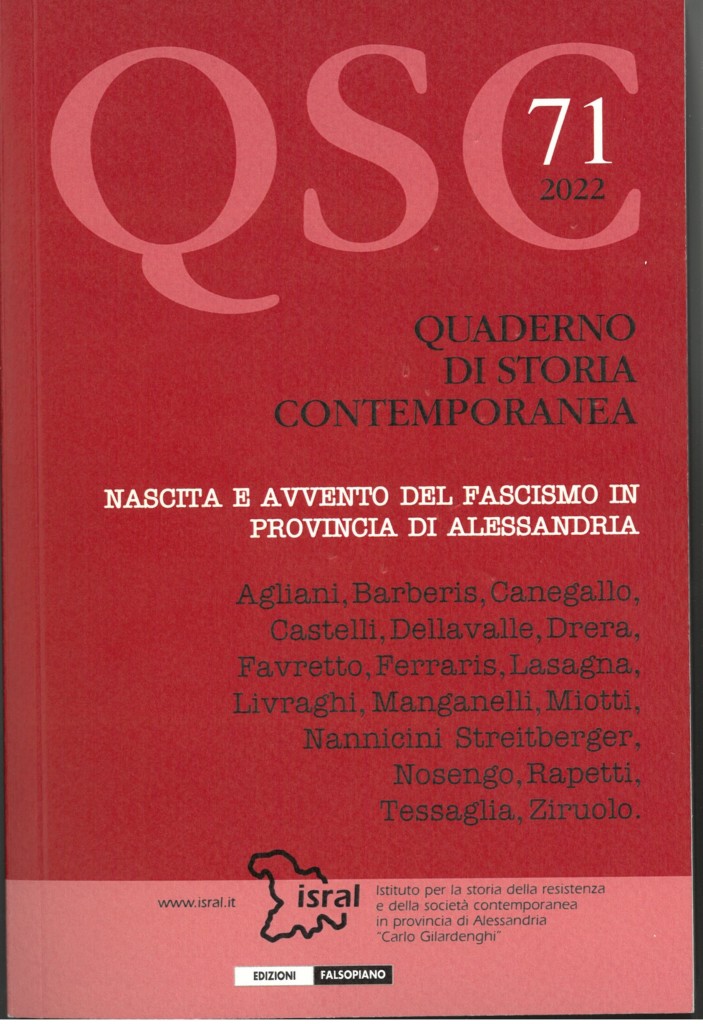 QSC
71
2022
QUADERNO
DI STORIA
CONTEMPORANEA
NASCITA E AVVENTO DEL FASCISMO IN
PROVINCIA DI ALESSANDRIA
Agliani, Barberis, Canegallo,
Castelli, Dellavalle, Drera,
Favretto, Ferraris, Lasagna,
Livraghi, Manganelli, Miotti,
Nannicini Streitberger,
Nosengo, Rapetti,
Tessaglia, Ziruolo.
www.isral.it
isral
Istituto per la storia della resistenza
e della società contemporanea
in provincia di Alessandria
"Carlo Gilardenghi"
EDIZIONI FALSOPIANO